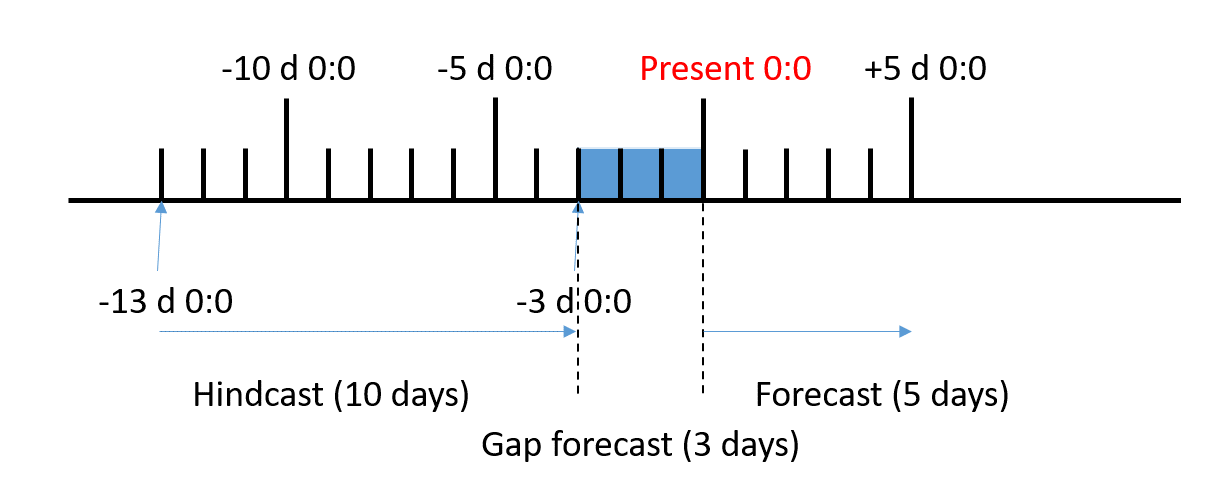 -10 d 0:0
-5 d 0:0
Present 0:0
+5 d 0:0
-13 d 0:0
-3 d 0:0
Hindcast (10 days)
Forecast (5 days)
Gap forecast (3 days)